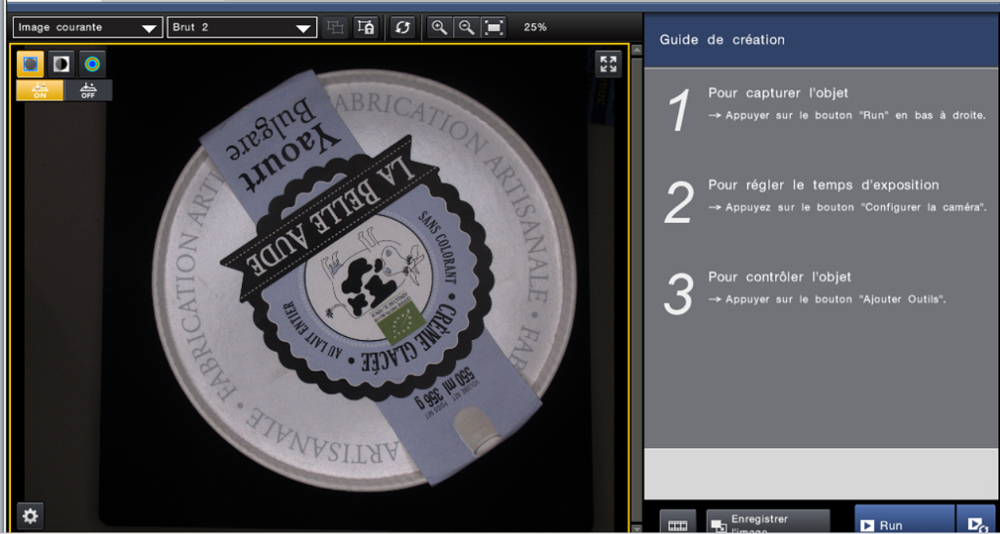 Image courante
Brut 2
25%
ON
OFF
Guide de création
1
Pour capturer l'objet
→ Appuyer sur le bouton "Run" en bas à droite.
2
Pour régler le temps d'exposition
→ Appuyez sur le bouton "Configurer la caméra".
3
Pour contrôler l'objet
→ Appuyer sur le bouton "Ajouter Outils".
Enregistrer
l'image
Run
FABRICATION ARTISANALE • FABRICATION ARTISANALE • FABRICATION ARTI
Yaourt
Bulgare
LA BELLE AUDE
SANS COLORANT • CRÈME GLACÉE • AU LAIT ENTIER
VOLUME NET
550 ml
POIDS NET
356 g